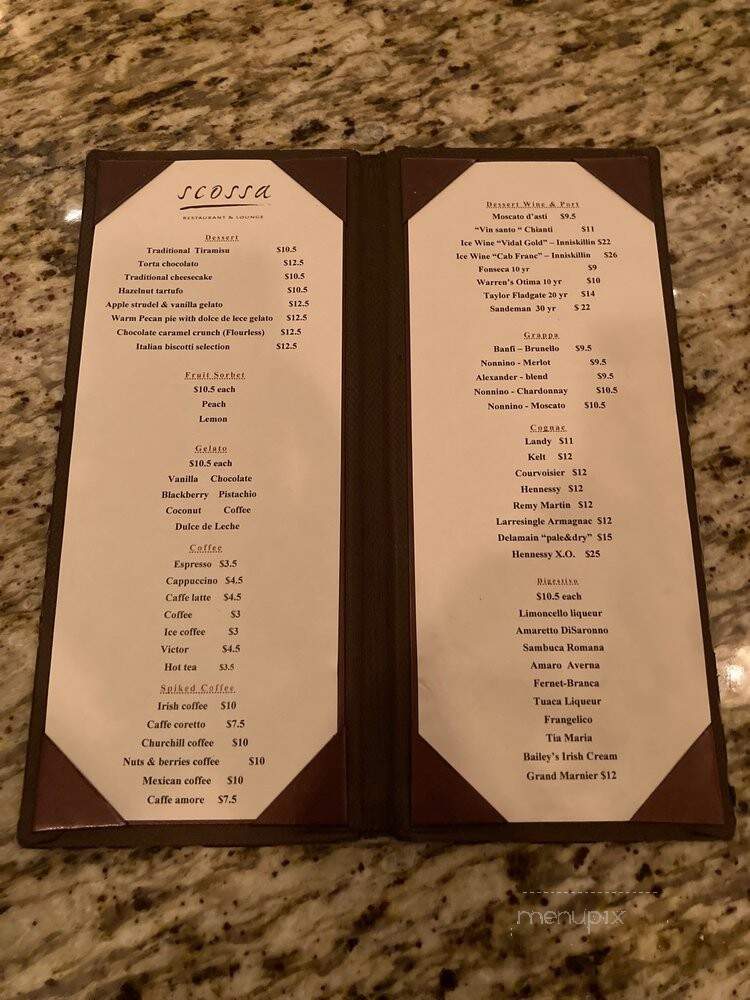 scossa
RESTAURANT & LOUNGE
Dessert
Traditional Tiramisu $10.5
Torta chocolato $12.5
Traditional cheesecake $10.5
Hazelnut tartufo $10.5
Apple strudel & vanilla gelato $12.5
Warm Pecan pie with dolce de lece gelato $12.5
Chocolate caramel crunch (Flourless) $12.5
Italian biscotti selection $12.5
Fruit Sorbet
$10.5 each
Peach
Lemon
Gelato
$10.5 each
Vanilla Chocolate
Blackberry Pistachio
Coconut Coffee
Dulce de Leche
Coffee
Espresso $3.5
Cappuccino $4.5
Caffe latte $4.5
Coffee $3
Ice coffee $3
Victor $4.5
Hot tea $3.5
Spiked Coffee
Irish coffee $10
Caffe coretto $7.5
Churchill coffee $10
Nuts & berries coffee $10
Mexican coffee $10
Caffe amore $7.5
Dessert Wine & Port
Moscato d'asti $9.5
"Vin santo " Chianti $11
Ice Wine "Vidal Gold" – Inniskillin $22
Ice Wine "Cab Franc" – Inniskillin $26
Fonseca 10 yr $9
Warren's Otima 10 yr $10
Taylor Fladgate 20 yr $14
Sandeman 30 yr $ 22
Grappa
Banfi – Brunello $9.5
Nonnino - Merlot $9.5
Alexander - blend $9.5
Nonnino - Chardonnay $10.5
Nonnino - Moscato $10.5
Cognac
Landy $11
Kelt $12
Courvoisier $12
Hennessy $12
Remy Martin $12
Larresingle Armagnac $12
Delamain "pale&dry" $15
Hennessy X.O. $25
Digestivo
$10.5 each
Limoncello liqueur
Amaretto DiSaronno
Sambuca Romana
Amaro Averna
Fernet-Branca
Tuaca Liqueur
Frangelico
Tia Maria
Bailey's Irish Cream
Grand Marnier $12
menupix